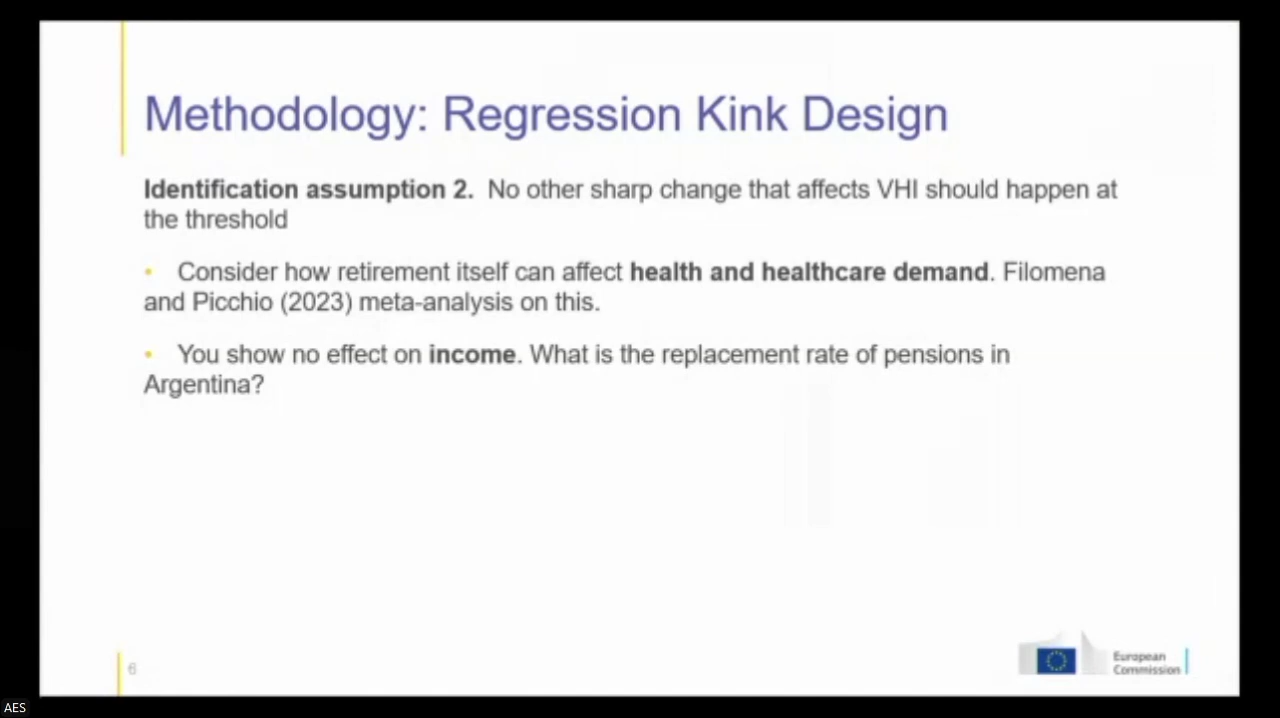 Methodology: Regression Kink Design
Identification assumption 2. No other sharp change that affects VHI should happen at
the threshold
• Consider how retirement itself can affect health and healthcare demand. Filomena
and Picchio (2023) meta-analysis on this.
• You show no effect on income. What is the replacement rate of pensions in
Argentina?
6
European
Commission
AES